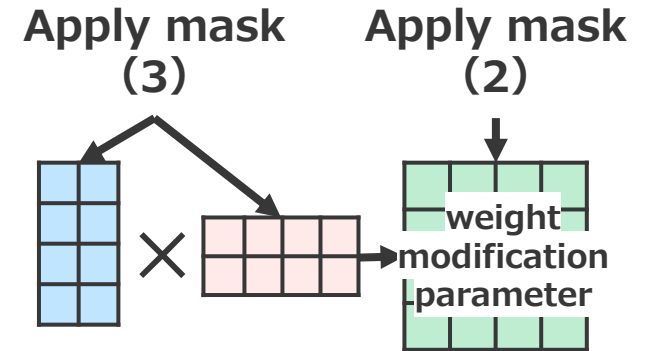 Apply mask
(3)
Apply mask
(2)
weight
modification
parameter